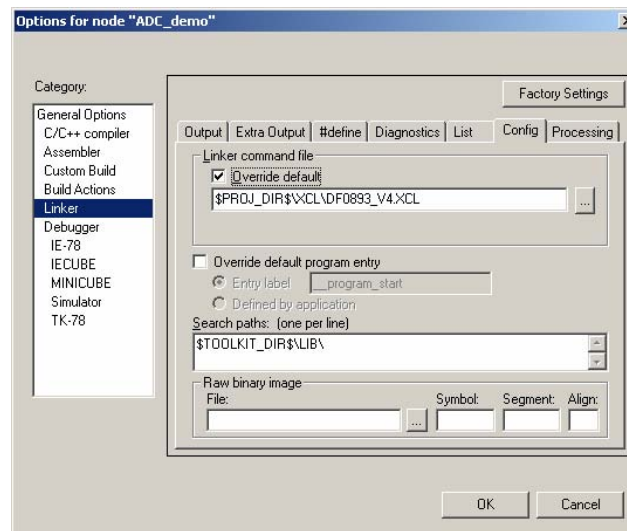 Options for node "ADC_demo"
Category:
General Options
C/C++ compiler
Assembler
Custom Build
Build Actions
Linker
Debugger
IE-78
IECUBE
MINICUBE
Simulator
TK-78
Factory Settings
Output Extra Output #define Diagnostics List Config Processing
Linker command file
Override default
$PROJ_DIR$\XCL\DF0893_V4.XCL
...
Override default program entry
Entry label __program_start
Defined by application
Search paths: (one per line)
$TOOLKIT_DIR$\LIB\
Raw binary image
File: Symbol: Segment: Align:
...
OK Cancel